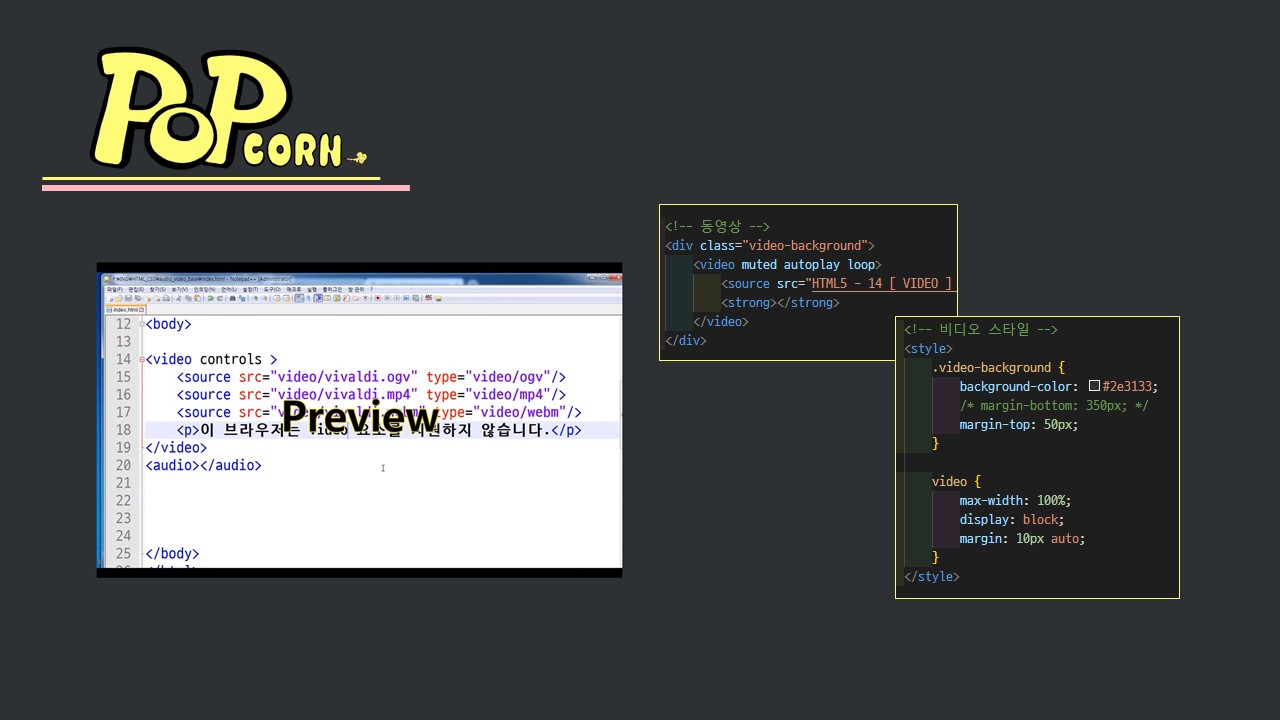 POPCORN
index.html
12 <body>
13
14 <video controls >
15 <source src="video/vivaldi.ogv" type="video/ogv"/>
16 <source src="video/vivaldi.mp4" type="video/mp4"/>
17 <source type="video/webm"/>
Preview
18 <p>이 브라우저는 video 요소를 지원하지 않습니다.</p>
19 </video>
20 <audio></audio>
21
22
23
24
25 </body>
<!-- 동영상 -->
<div class="video-background">
<video muted autoplay loop>
<source src="HTML5 - 14 [ VIDEO ]
<strong></strong>
</video>
</div>
<!-- 비디오 스타일 -->
<style>
.video-background {
background-color: #2e3133;
/* margin-bottom: 350px; */
margin-top: 50px;
}
video {
max-width: 100%;
display: block;
margin: 10px auto;
}
</style>